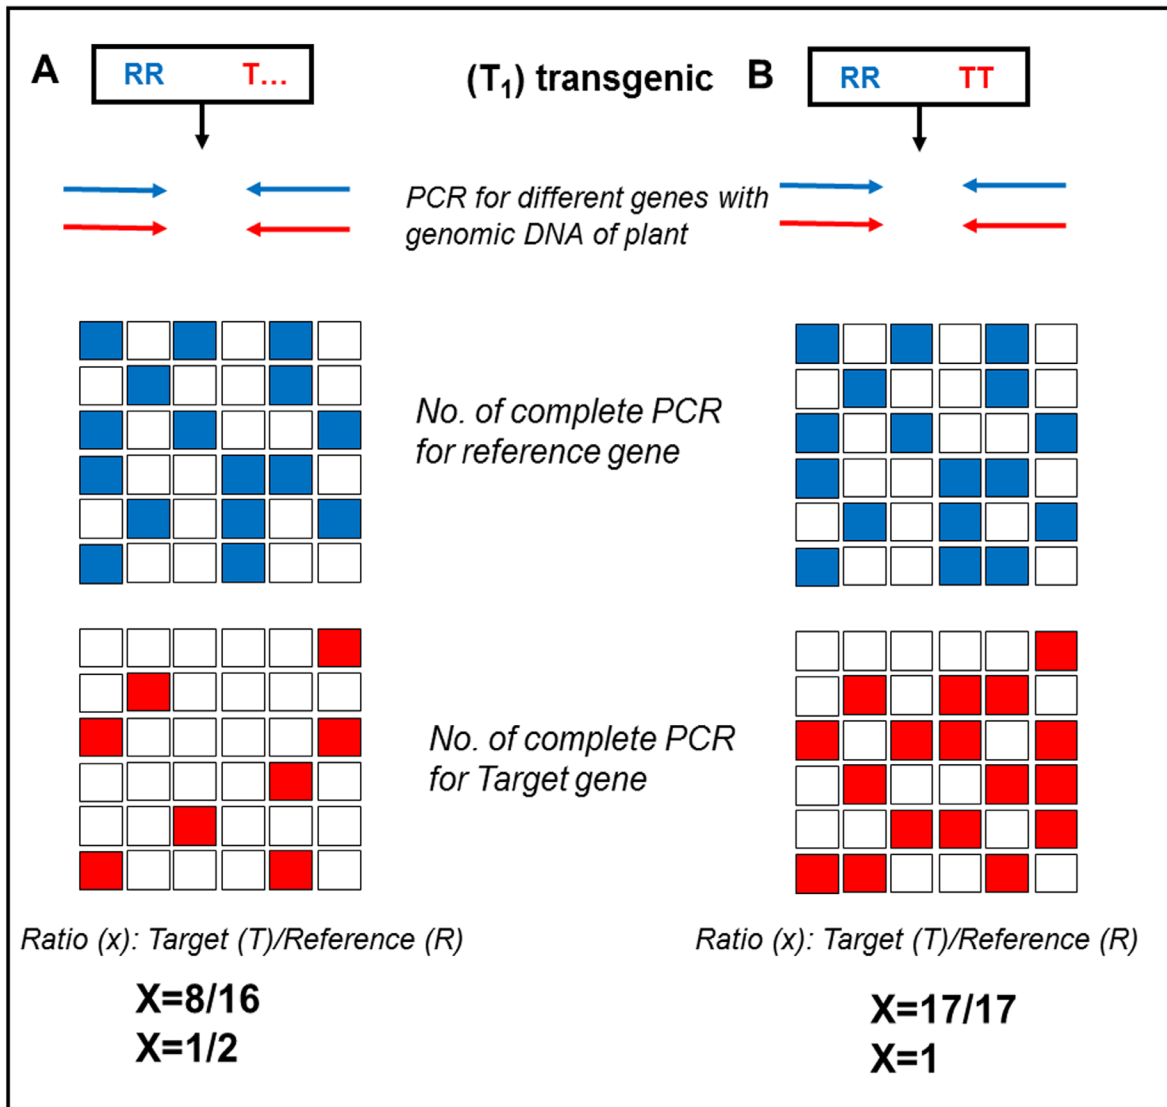 A
RR T...
(T1) transgenic
B
RR TT
PCR for different genes with
genomic DNA of plant
No. of complete PCR
for reference gene
No. of complete PCR
for Target gene
Ratio (x): Target (T)/Reference (R)
X=8/16
X=1/2
Ratio (x): Target (T)/Reference (R)
X=17/17
X=1